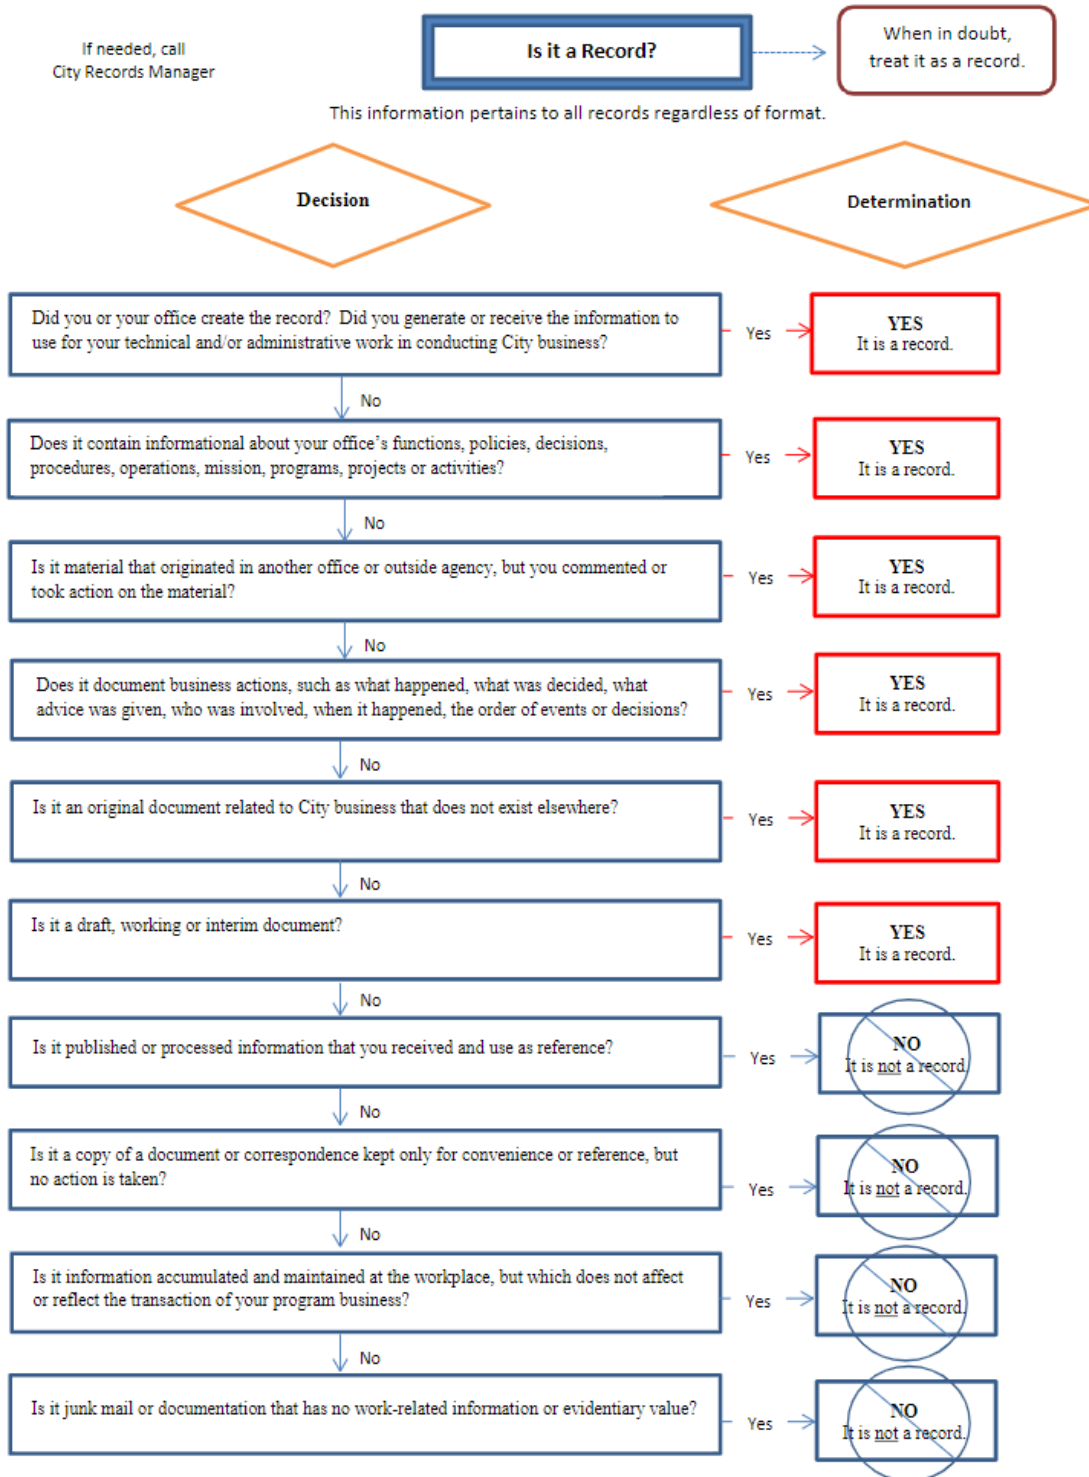 If needed, call
City Records Manager
Is it a Record?
When in doubt,
treat it as a record.
This information pertains to all records regardless of format.
Decision
Determination
Did you or your office create the record?  Did you generate or receive the information to
use for your technical and/or administrative work in conducting City business?
Yes
YES
It is a record.
No
Does it contain informational about your office's functions, policies, decisions,
procedures, operations, mission, programs, projects or activities?
Yes
YES
It is a record.
No
Is it material that originated in another office or outside agency, but you commented or
took action on the material?
Yes
YES
It is a record.
No
Does it document business actions, such as what happened, what was decided, what
advice was given, who was involved, when it happened, the order of events or decisions?
Yes
YES
It is a record.
No
Is it an original document related to City business that does not exist elsewhere?
Yes
YES
It is a record.
No
Is it a draft, working or interim document?
Yes
YES
It is a record.
No
Is it published or processed information that you received and use as reference?
Yes
NO
It is not a record.
No
Is it a copy of a document or correspondence kept only for convenience or reference, but
no action is taken?
Yes
NO
It is not a record.
No
Is it information accumulated and maintained at the workplace, but which does not affect
or reflect the transaction of your program business?
Yes
NO
It is not a record.
No
Is it junk mail or documentation that has no work-related information or evidentiary value?
Yes
NO
It is not a record.